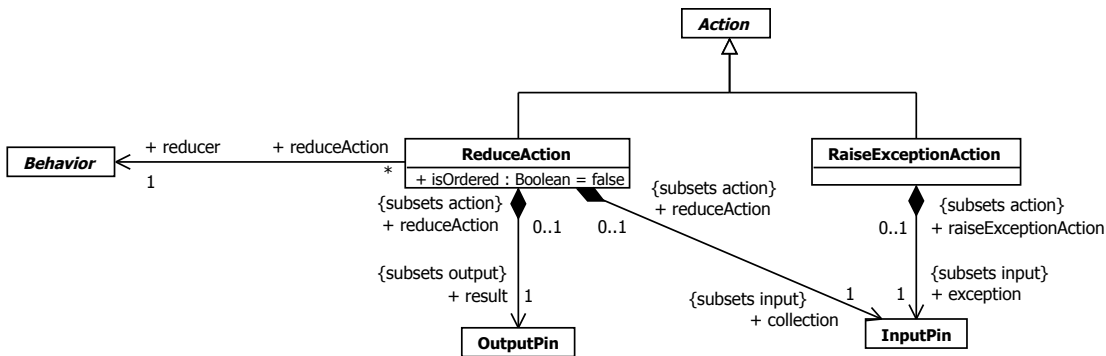 Action
+ reducer
+ reduceAction
Behavior
1
*
ReduceAction
+ isOrdered : Boolean = false
RaiseExceptionAction
{subsets action}
+ reduceAction
0..1
0..1
{subsets action}
+ reduceAction
0..1
{subsets action}
+ raiseExceptionAction
{subsets output}
+ result
1
{subsets input}
+ collection
1
1
{subsets input}
+ exception
OutputPin
InputPin